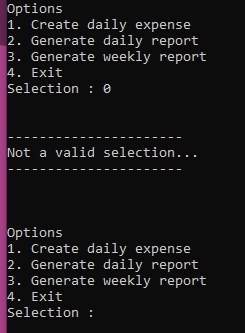 Options
1. Create daily expense
2. Generate daily report
3. Generate weekly report
4. Exit
Selection : 0
----------------------
Not a valid selection...
----------------------
Options
1. Create daily expense
2. Generate daily report
3. Generate weekly report
4. Exit
Selection :